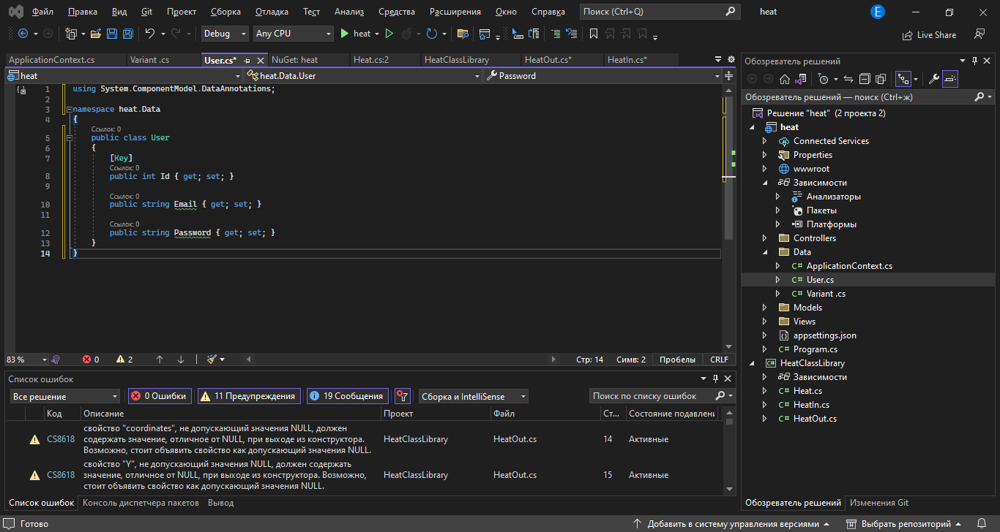 Файл Правка Вид Git Проект Сборка Отладка Тест Анализ Средства Расширения Окно Справка Поиск (Ctrl+Q) heat E
Debug Any CPU heat Live Share
ApplicationContext.cs Variant .cs User.cs* NuGet: heat Heat.cs:2 HeatClassLibrary HeatOut.cs* HeatIn.cs*
heat heat.Data.User Password
1 using System.ComponentModel.DataAnnotations;
2
3 namespace heat.Data
4 {
Ссылок: 0
5 public class User
6 {
7 [Key]
Ссылок: 0
8 public int Id { get; set; }
9
Ссылок: 0
10 public string Email { get; set; }
11
Ссылок: 0
12 public string Password { get; set; }
13 }
14 }
83 % 0 2 Стр: 14 Симв: 2 Пробелы CRLF
Список ошибок
Все решение 0 Ошибки 11 Предупреждения 19 Сообщения Сборка и IntelliSense Поиск по списку ошибок
Код Описание Проект Файл Ст... Состояние подавлени
свойство "coordinates", не допускающий значения NULL, должен
CS8618 содержать значение, отличное от NULL, при выходе из конструктора. HeatClassLibrary HeatOut.cs 14 Активные
Возможно, стоит объявить свойство как допускающий значения NULL.
свойство "Y", не допускающий значения NULL, должен содержать
CS8618 значение, отличное от NULL, при выходе из конструктора. Возможно, HeatClassLibrary HeatOut.cs 15 Активные
стоит объявить свойство как допускающий значения NULL.
Список ошибок Консоль диспетчера пакетов Вывод
Обозреватель решений
Обозреватель решений — поиск (Ctrl+ж)
Решение "heat" (2 проекта 2)
heat
Connected Services
Properties
wwwroot
Зависимости
Анализаторы
Пакеты
Платформы
Controllers
Data
C# ApplicationContext.cs
C# User.cs
C# Variant .cs
Models
Views
appsettings.json
C# Program.cs
C# HeatClassLibrary
Зависимости
C# Heat.cs
C# HeatIn.cs
C# HeatOut.cs
Обозреватель решений Изменения Git
Готово Добавить в систему управления версиями Выбрать репозиторий